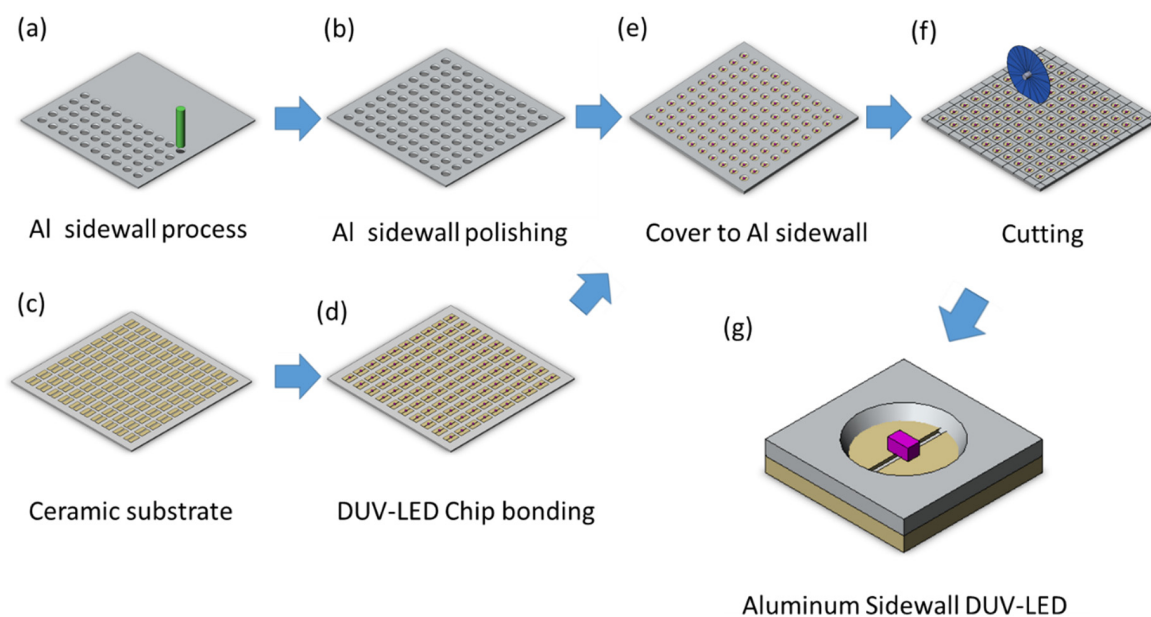 (a)
(b)
(e)
(f)
Al sidewall process
Al sidewall polishing
Cover to Al sidewall
Cutting
(c)
(d)
(g)
Ceramic substrate
DUV-LED Chip bonding
Aluminum Sidewall DUV-LED